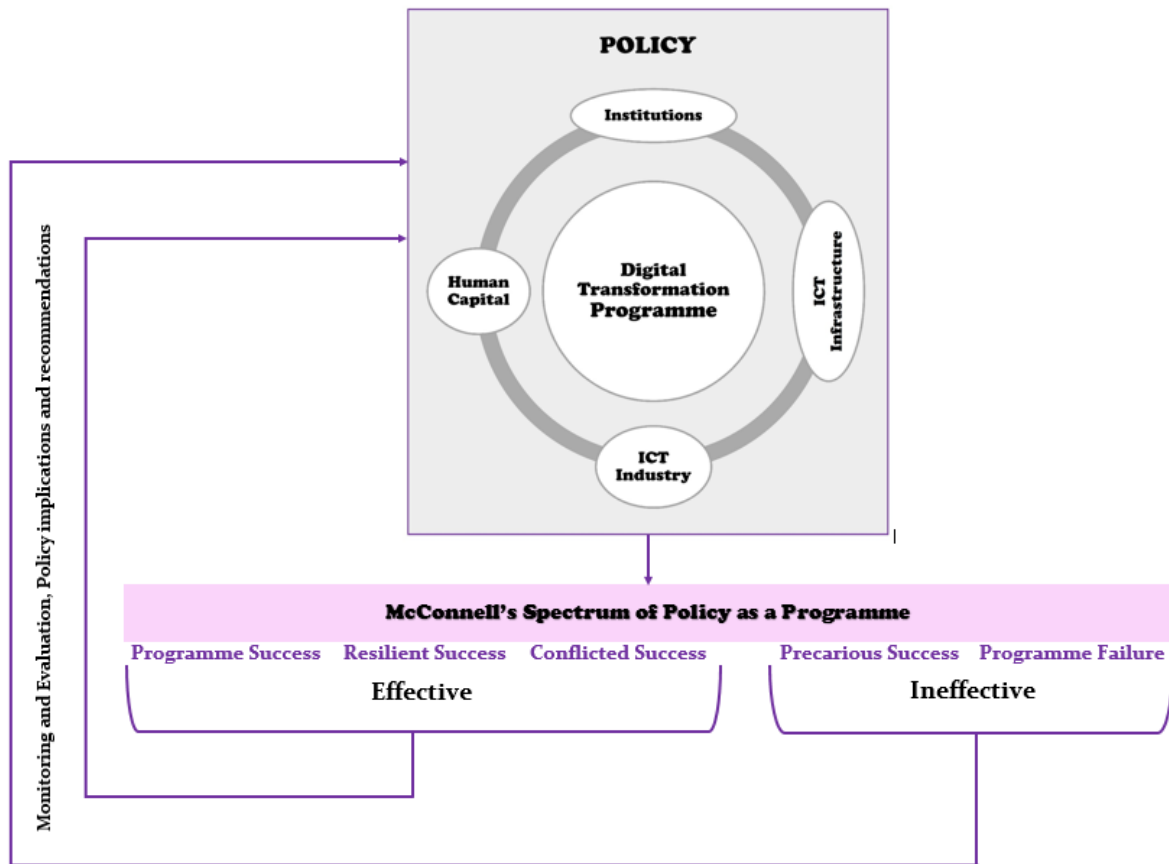 POLICY
Institutions
Human
Capital
Digital
Transformation
Programme
ICT
Infrastructure
ICT
Industry
Monitoring and Evaluation, Policy implications and recommendations
McConnell's Spectrum of Policy as a Programme
Programme Success Resilient Success Conflicted Success Precarious Success Programme Failure
Effective Ineffective